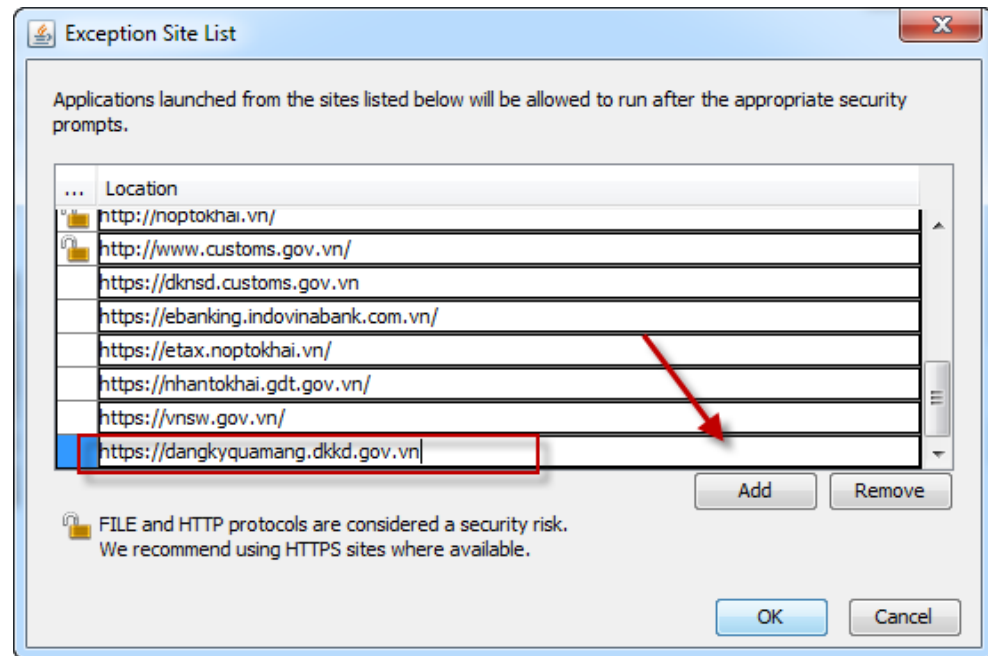 Exception Site List
Applications launched from the sites listed below will be allowed to run after the appropriate security
prompts.
... Location
http://noptokhai.vn/
http://www.customs.gov.vn/
https://dknsd.customs.gov.vn
https://ebanking.indovinabank.com.vn/
https://etax.noptokhai.vn/
https://nhantokhai.gdt.gov.vn/
https://vnsw.gov.vn/
https://dangkyquamang.dkkd.gov.vn
Add Remove
FILE and HTTP protocols are considered a security risk.
We recommend using HTTPS sites where available.
OK Cancel